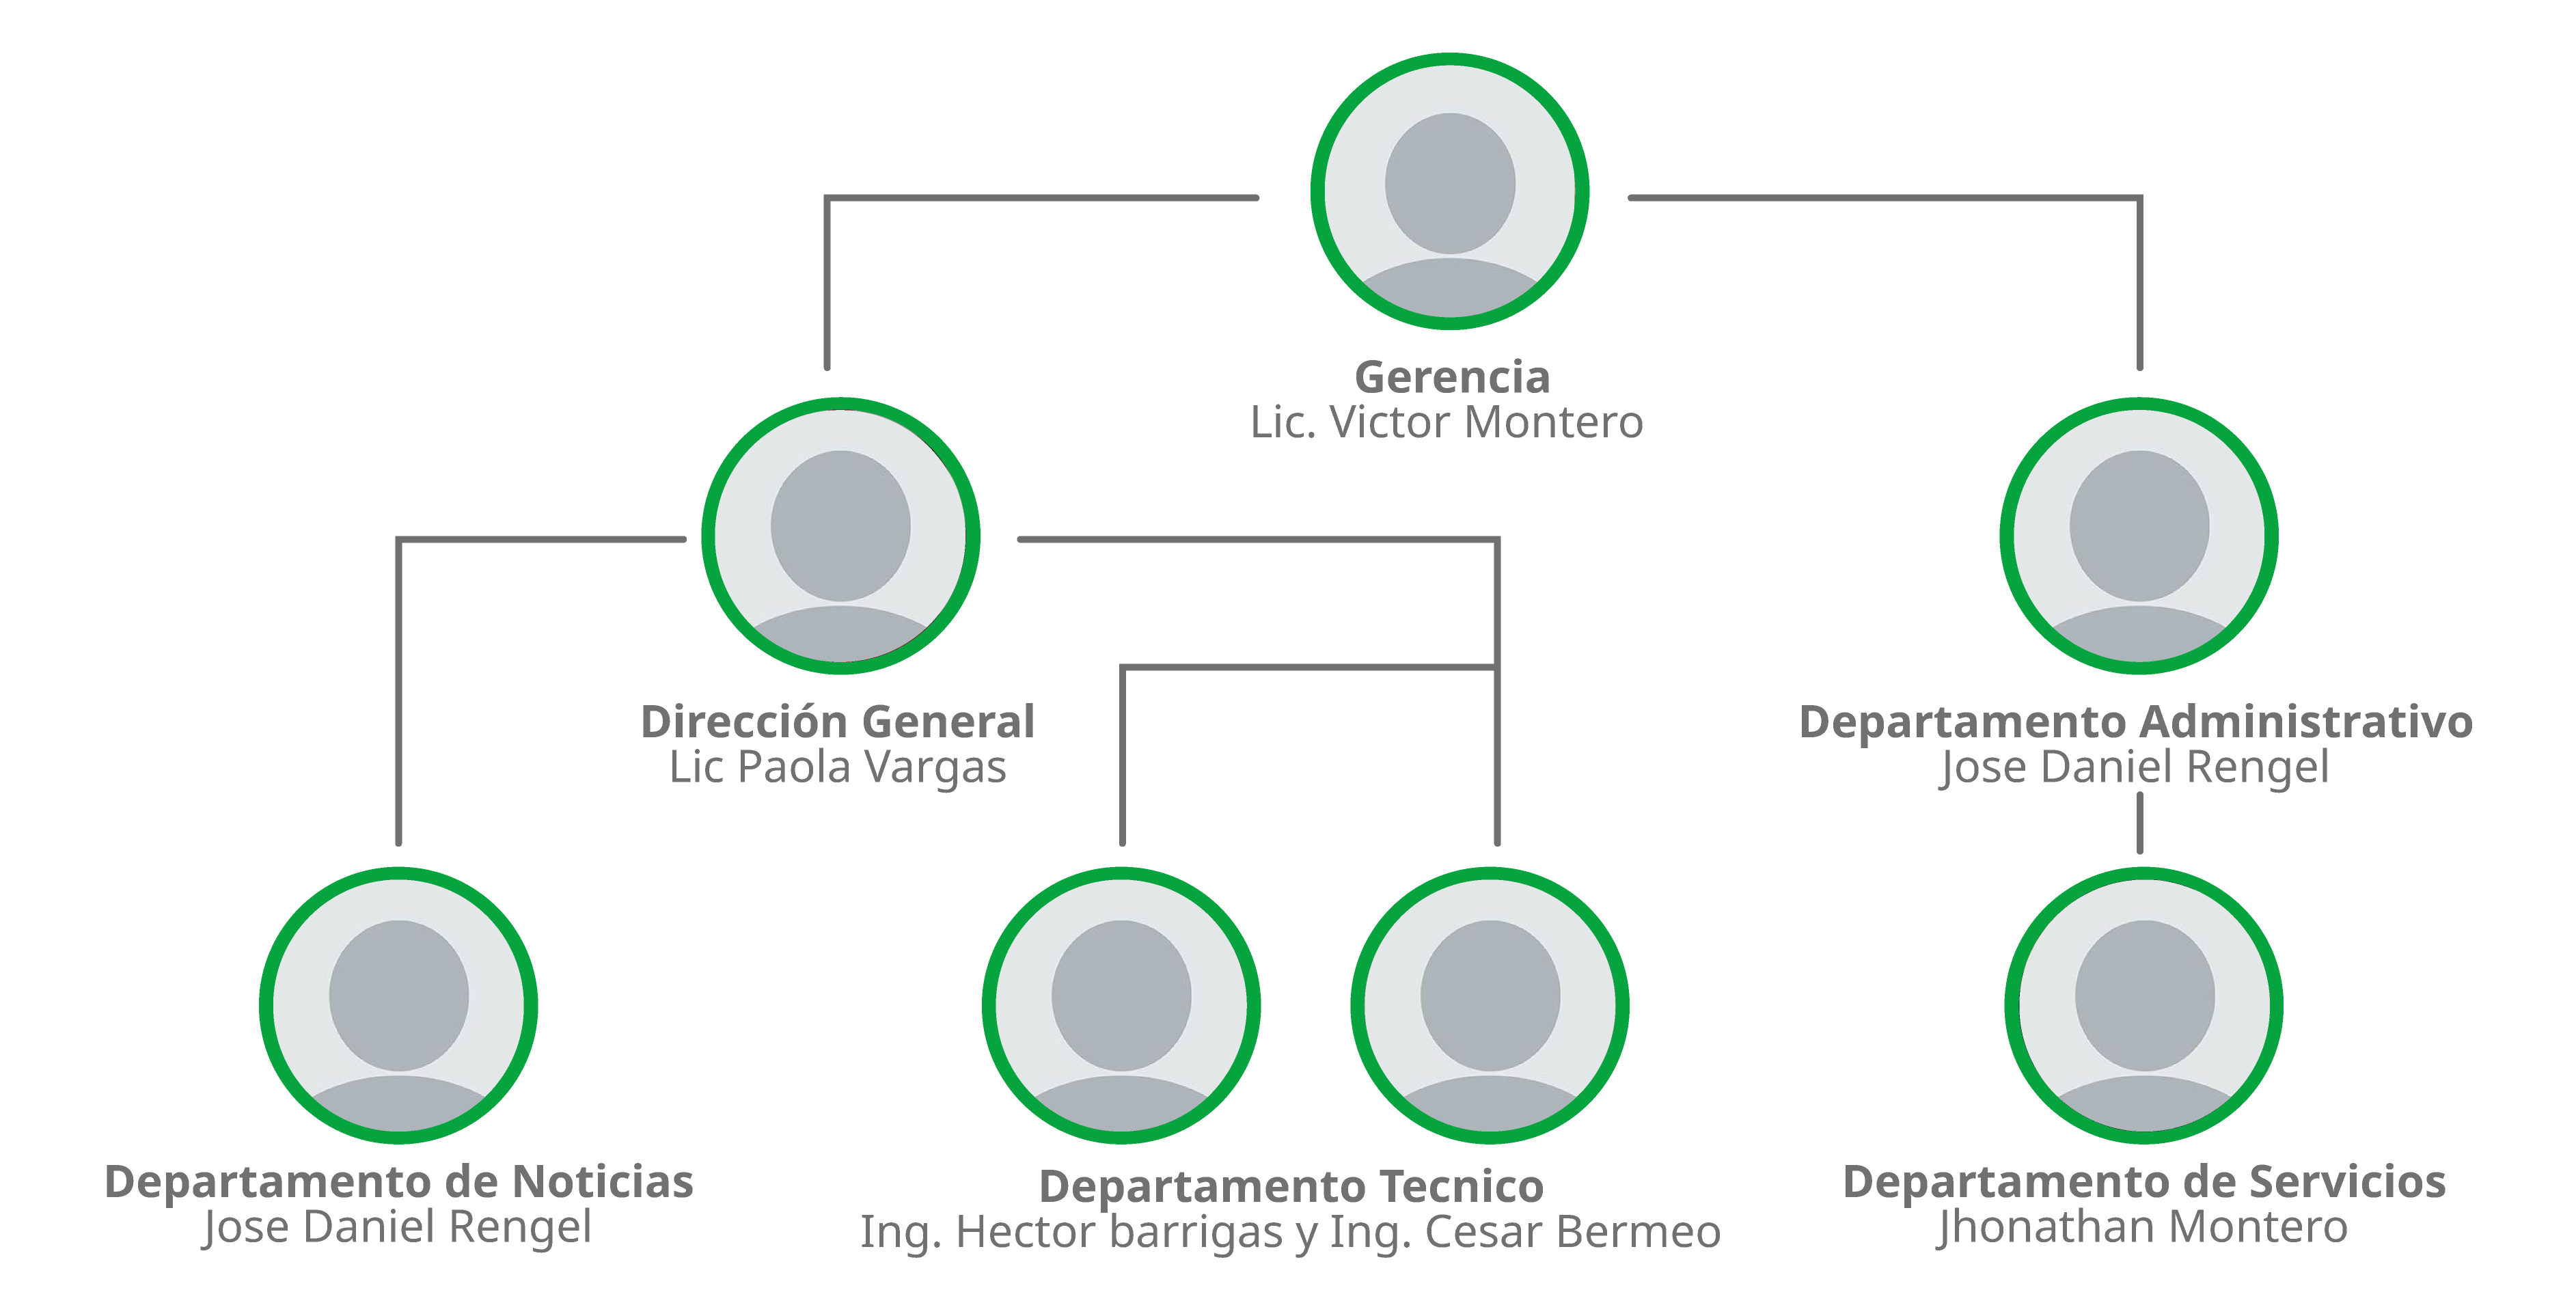 Gerencia
Lic. Victor Montero
Dirección General
Lic Paola Vargas
Departamento Administrativo
Jose Daniel Rengel
Departamento de Noticias
Jose Daniel Rengel
Departamento Tecnico
Ing. Hector barrigas y Ing. Cesar Bermeo
Departamento de Servicios
Jhonathan Montero